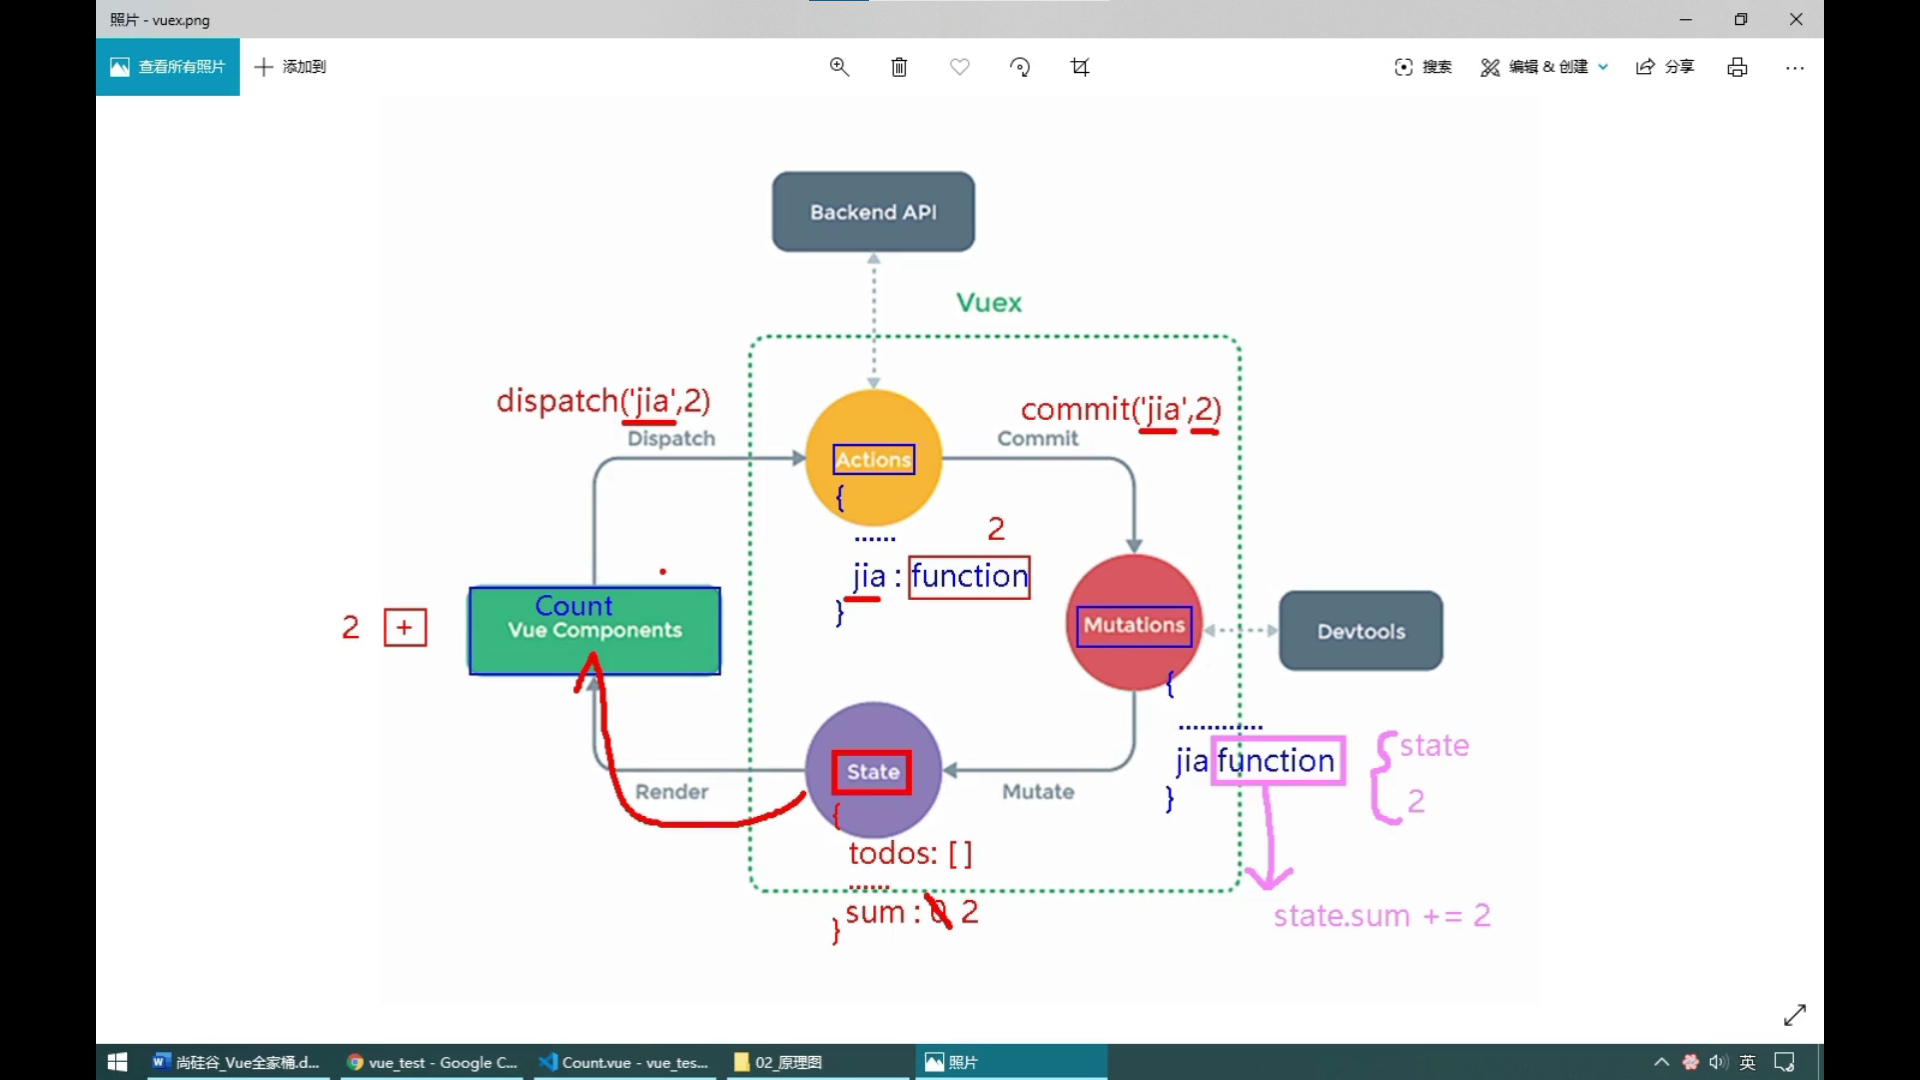 照片 - vuex.png
查看所有照片
添加到
搜索
编辑 & 创建
分享
Backend API
Vuex
dispatch('jia',2)
commit('jia',2)
Dispatch
Commit
Actions
{
......
2
jia : function
}
Count
Vue Components
2 +
Mutations
Devtools
{
............
jia function
}
{ state
2
State
Render
Mutate
{
todos: [ ]
......
sum : 0 2
}
state.sum += 2
尚硅谷_Vue全家桶.d...
vue_test - Google C...
Count.vue - vue_tes...
02_原理图
照片
英